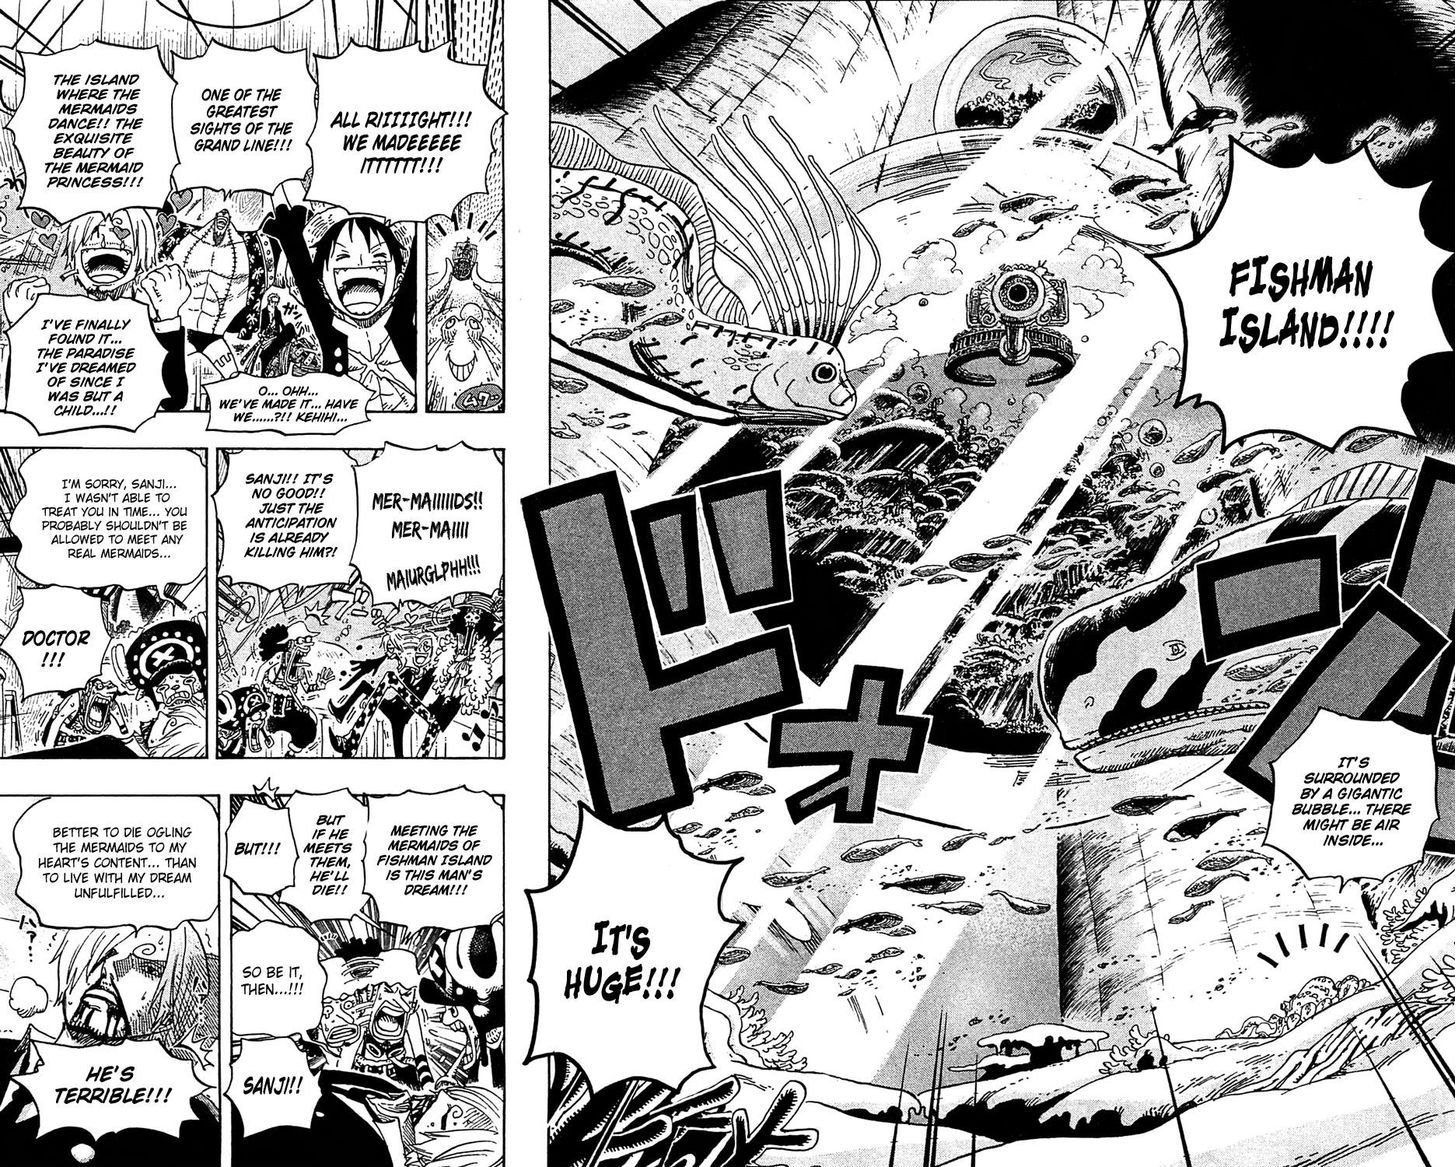 FISHMAN
ISLAND!!!!
ドォン
IT'S
SURROUNDED
BY A GIGANTIC
BUBBLE... THERE
MIGHT BE AIR
INSIDE...
IT'S
HUGE!!!
ALL RIIIIGHT!!!
WE MADEEEEE
ITTTTTT!!!
ONE OF THE
GREATEST
SIGHTS OF THE
GRAND LINE!!!
THE ISLAND
WHERE THE
MERMAIDS
DANCE!! THE
EXQUISITE
BEAUTY OF
THE MERMAID
PRINCESS!!!
I'VE FINALLY
FOUND IT...
THE PARADISE
I'VE DREAMED
OF SINCE I
WAS BUT A
CHILD...!!
O... OHH...
WE'VE MADE IT... HAVE
WE......?!! KEHIHI...
MER-MAIIIIIDS!!
MER-MAIIII
MAIURGLPHH!!!
SANJI!! IT'S
NO GOOD!!
JUST THE
ANTICIPATION
IS ALREADY
KILLING HIM?!
I'M SORRY, SANJI...
I WASN'T ABLE TO
TREAT YOU IN TIME... YOU
PROBABLY SHOULDN'T BE
ALLOWED TO MEET ANY
REAL MERMAIDS...
DOCTOR
!!!
MEETING THE
MERMAIDS OF
FISHMAN ISLAND
IS THIS MAN'S
DREAM!!!
BUT
IF HE
MEETS
THEM,
HE'LL
DIE!!
BUT!!!
SO BE IT,
THEN...!!!
SANJI!!
BETTER TO DIE OGLING
THE MERMAIDS TO MY
HEART'S CONTENT... THAN
TO LIVE WITH MY DREAM
UNFULFILLED...
HE'S
TERRIBLE!!!